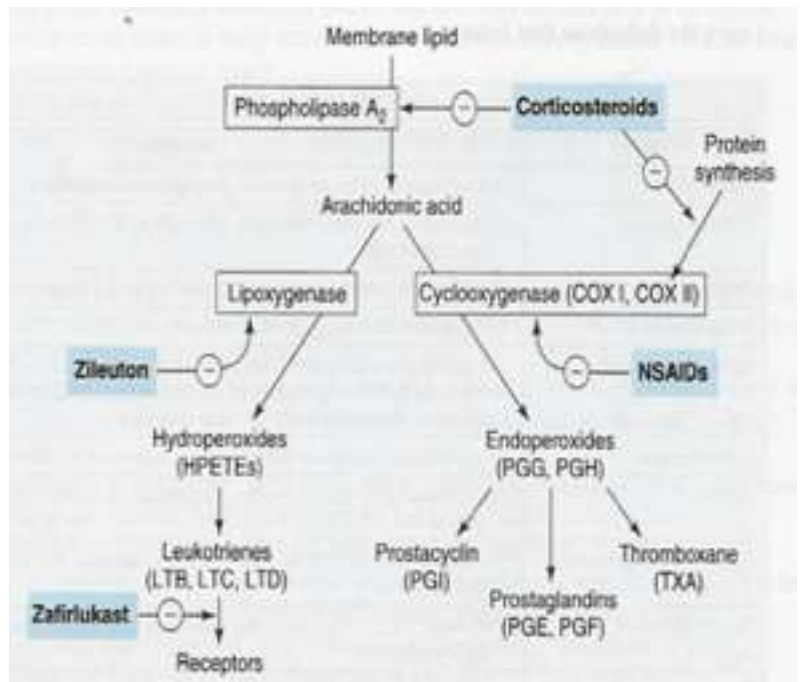 Membrane lipid
Phospholipase A2
−
Corticosteroids
−
Protein
synthesis
Arachidonic acid
Lipoxygenase
Cyclooxygenase (COX I, COX II)
Zileuton
−
−
NSAIDs
Hydroperoxides
(HPETEs)
Endoperoxides
(PGG, PGH)
Leukotrienes
(LTB, LTC, LTD)
Prostacyclin
(PGI)
Thromboxane
(TXA)
Prostaglandins
(PGE, PGF)
Zafirlukast
−
Receptors